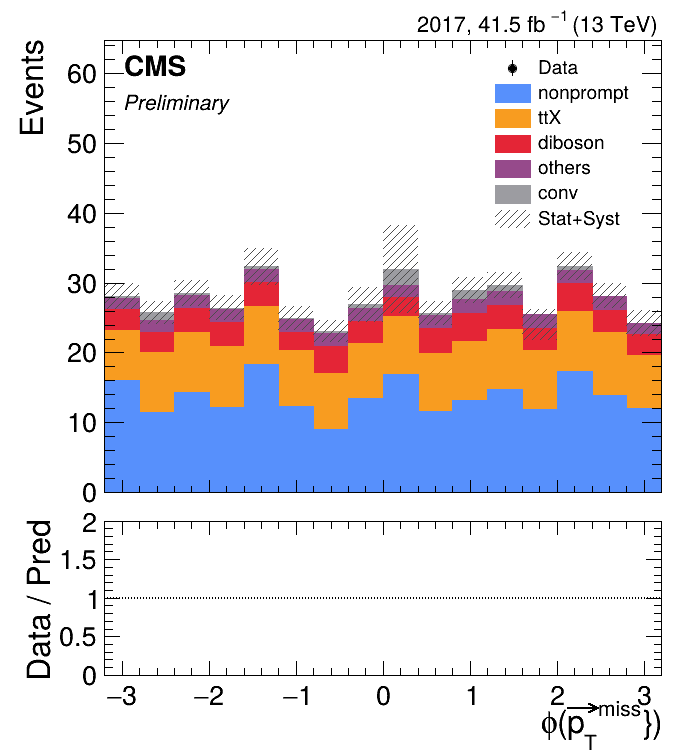 2017, 41.5 fb⁻¹ (13 TeV)
CMS
Preliminary
Events
60
50
40
30
20
10
0
Data
nonprompt
ttX
diboson
others
conv
Stat+Syst
Data / Pred
2
1.5
1
0.5
0
−3 −2 −1 0 1 2 3
ϕ(p⃗_T^miss})